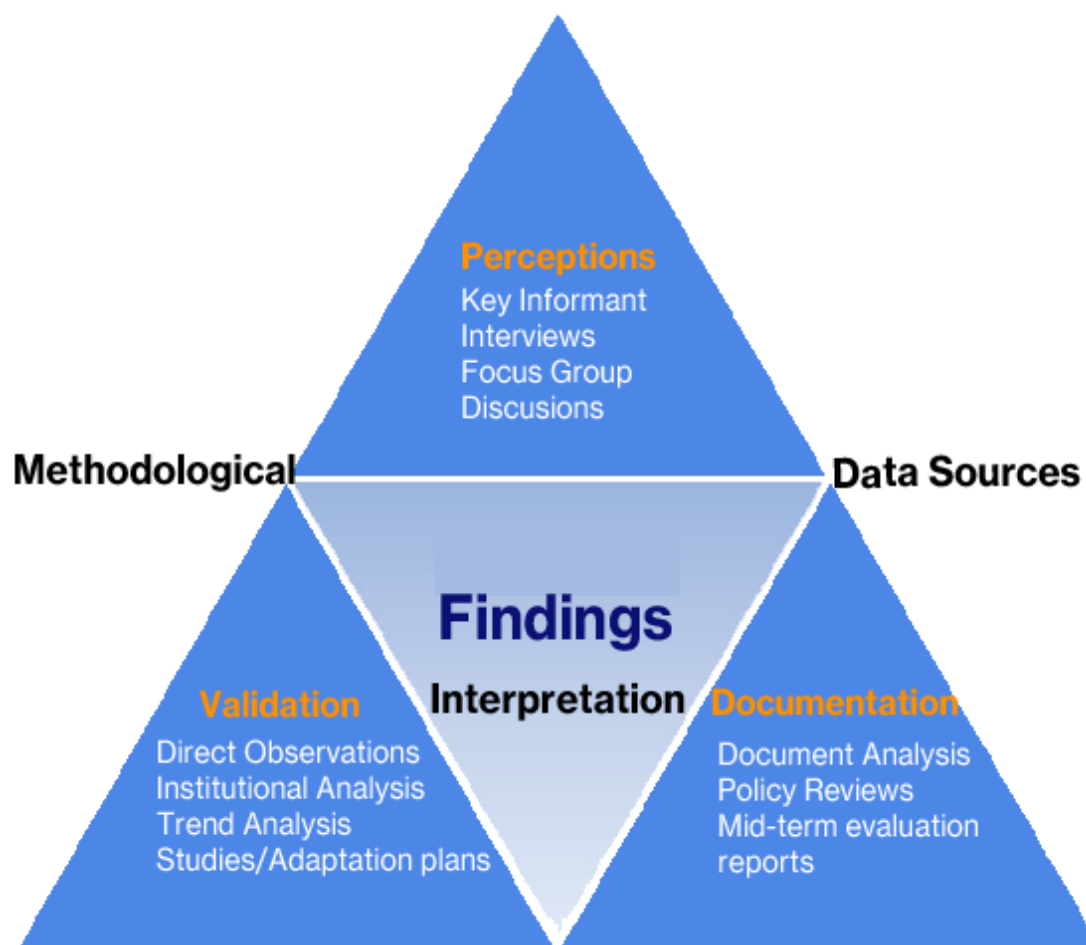 Perceptions
Key Informant
Interviews
Focus Group
Discusions
Methodological
Data Sources
Findings
Interpretation
Validation
Direct Observations
Institutional Analysis
Trend Analysis
Studies/Adaptation plans
Documentation
Document Analysis
Policy Reviews
Mid-term evaluation
reports